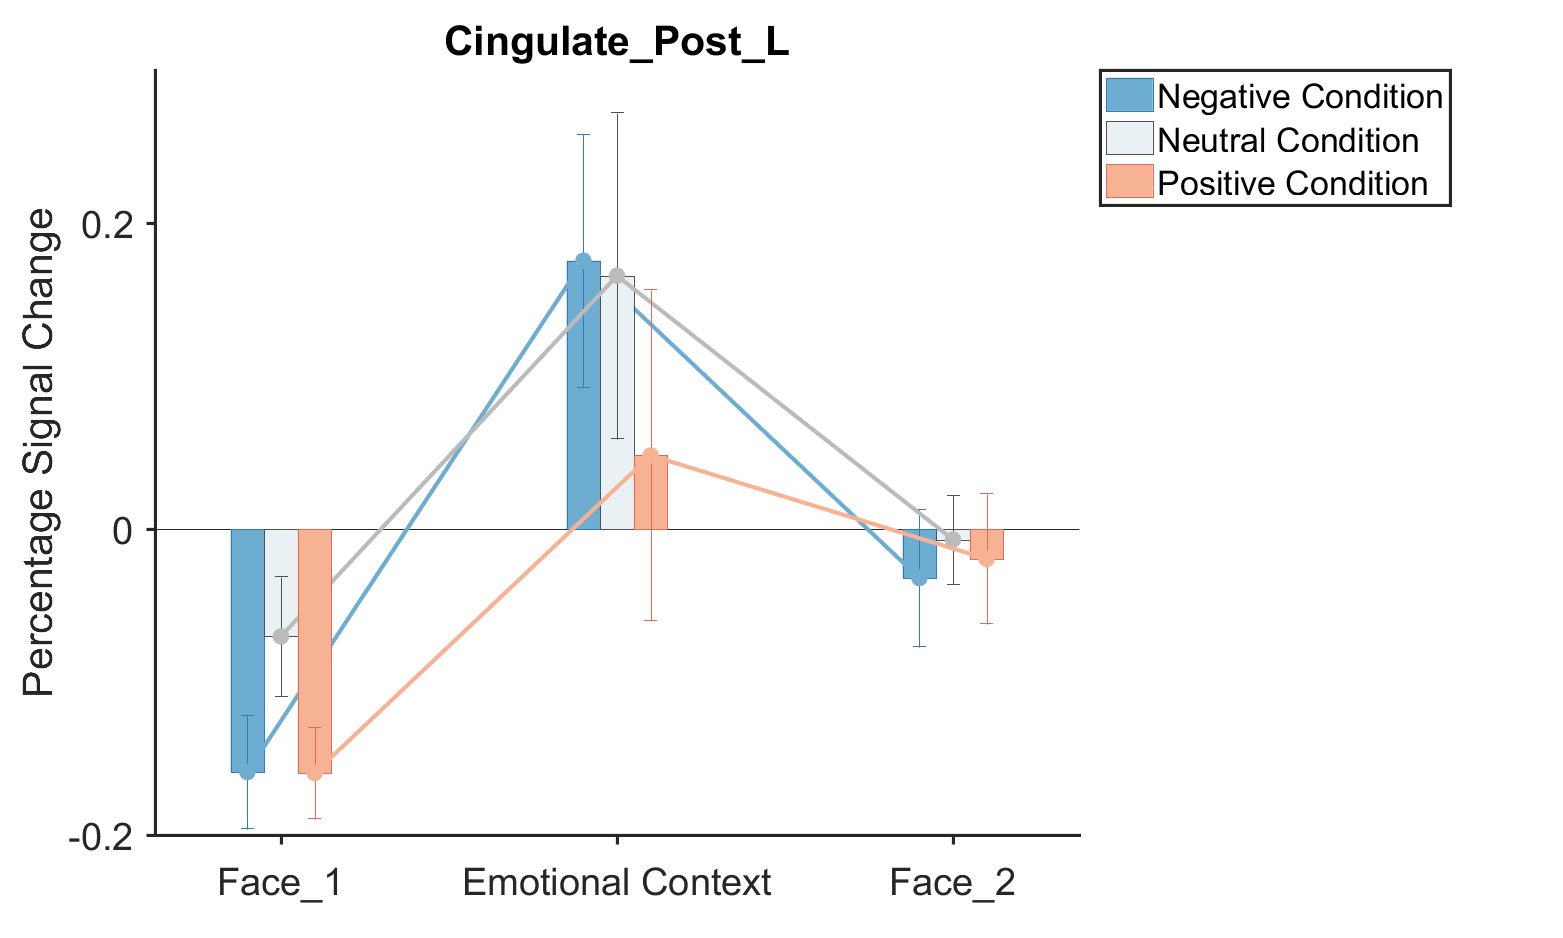 Cingulate_Post_L
Negative Condition
Neutral Condition
Positive Condition
Percentage Signal Change
0.2
0
-0.2
Face_1
Emotional Context
Face_2